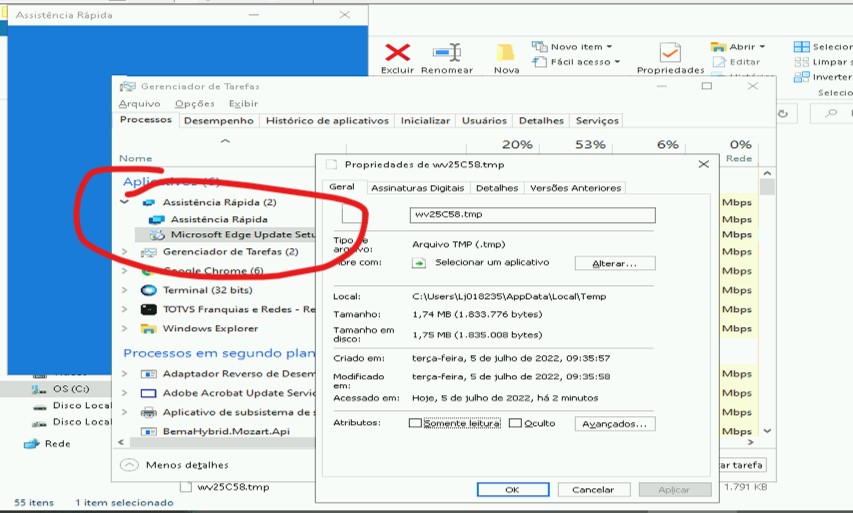 Assistência Rápida
Excluir Renomear
Nova
Novo item
Fácil acesso
Propriedades
Abrir
Editar
Histórico
Selecior
Limpar s
Inverter
Selecio
Gerenciador de Tarefas
Arquivo Opções Exibir
Processos Desempenho Histórico de aplicativos Inicializar Usuários Detalhes Serviços
20% 53% 6% 0%
Nome
Rede
Aplicativos (6)
Assistência Rápida (2)
Assistência Rápida
Microsoft Edge Update Setu
Gerenciador de Tarefas (2)
Google Chrome (6)
Terminal (32 bits)
TOTVS Franquias e Redes - Re
Windows Explorer
Processos em segundo plan
Adaptador Reverso de Desem
Adobe Acrobat Update Servic
Aplicativo de subsistema de s
BemaHybrid.Mozart.Api
Mbps
Mbps
Mbps
Mbps
Mbps
Mbps
Mbps
Mbps
Mbps
Mbps
Mbps
Mbps
Menos detalhes
ar tarefa
Propriedades de wv25C58.tmp
Geral Assinaturas Digitais Detalhes Versões Anteriores
wv25C58.tmp
Tipo de arquivo: Arquivo TMP (.tmp)
Abre com: Selecionar um aplicativo Alterar...
Local: C:\Users\Lj018235\AppData\Local\Temp
Tamanho: 1,74 MB (1.833.776 bytes)
Tamanho em disco: 1,75 MB (1.835.008 bytes)
Criado em: terça-feira, 5 de julho de 2022, 09:35:57
Modificado em: terça-feira, 5 de julho de 2022, 09:35:58
Acessado em: Hoje, 5 de julho de 2022, há 2 minutos
Atributos: Somente leitura Oculto Avançados...
OK Cancelar Aplicar
OS (C:)
Disco Local
Disco Local
Rede
wv25C58.tmp
1.791 KB
55 itens 1 item selecionado